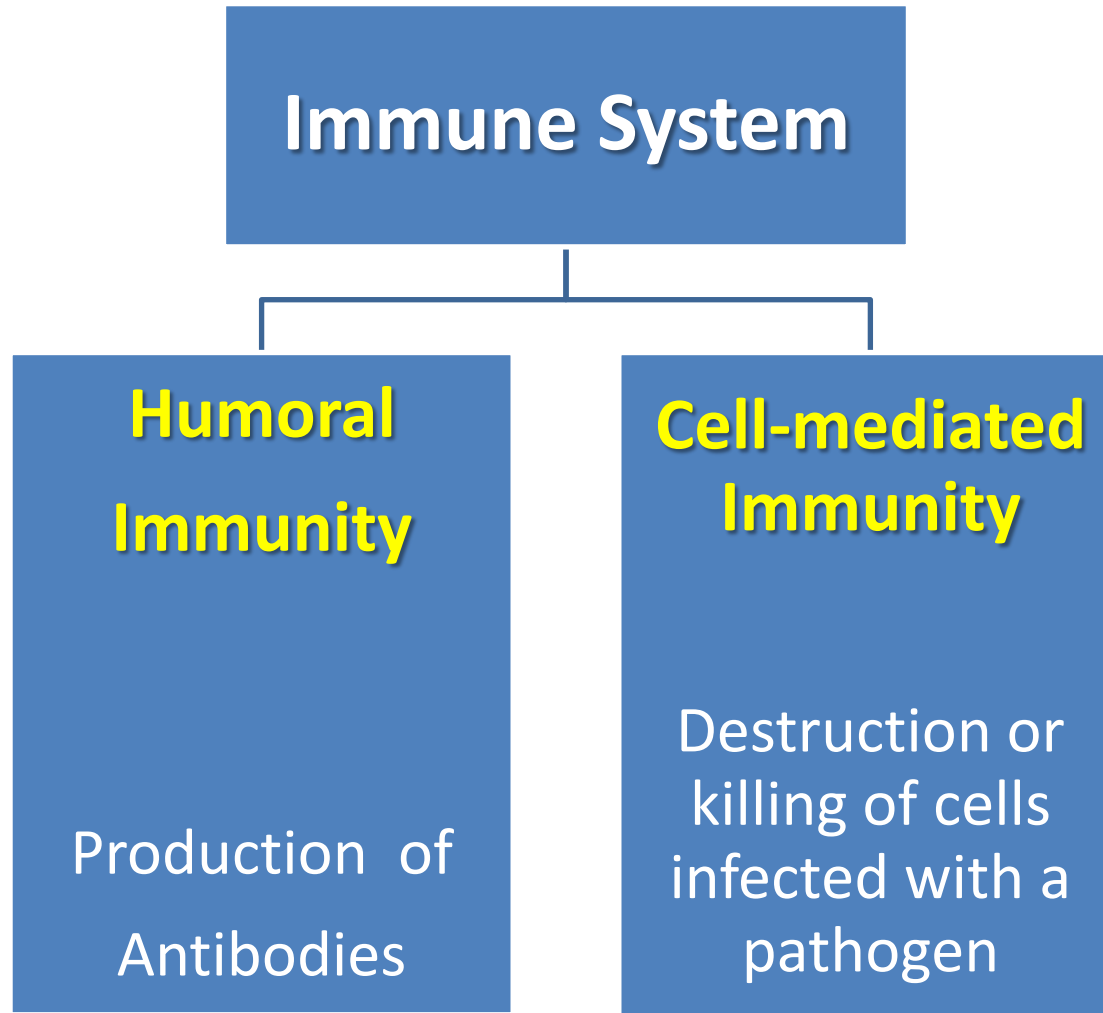 Immune System
Humoral
Immunity
Production of
Antibodies
Cell-mediated
Immunity
Destruction or
killing of cells
infected with a
pathogen